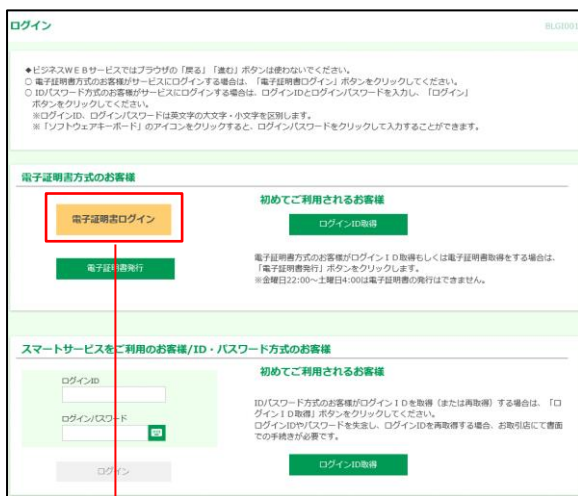 ログイン
BLGI001
◆ビジネスWEBサービスではブラウザの「戻る」「進む」ボタンは使わないでください。
○ 電子証明書方式のお客様がサービスにログインする場合は、「電子証明書ログイン」ボタンをクリックしてください。
○ ID/パスワード方式のお客様がサービスにログインする場合は、ログインIDとログインパスワードを入力し、「ログイン」
ボタンをクリックしてください。
※ログインID、ログインパスワードは英文字の大文字・小文字を区別します。
※「ソフトウェアキーボード」のアイコンをクリックすると、ログインパスワードをクリックして入力することができます。
電子証明書方式のお客様
電子証明書ログイン
電子証明書発行
初めてご利用されるお客様
ログインID取得
電子証明書方式のお客様がログインID取得もしくは電子証明書取得をする場合は、
「電子証明書発行」ボタンをクリックします。
※金曜日22:00～土曜日4:00は電子証明書の発行はできません。
スマートサービスをご利用のお客様/ID・パスワード方式のお客様
ログインID
ログインパスワード
ログイン
初めてご利用されるお客様
ID/パスワード方式のお客様がログインIDを取得（または再取得）する場合は、「ロ
グインID取得」ボタンをクリックしてください。
ログインIDやパスワードを失念し、ログインIDを再取得する場合、お取引店にて書面
での手続きが必要です。
ログインID取得